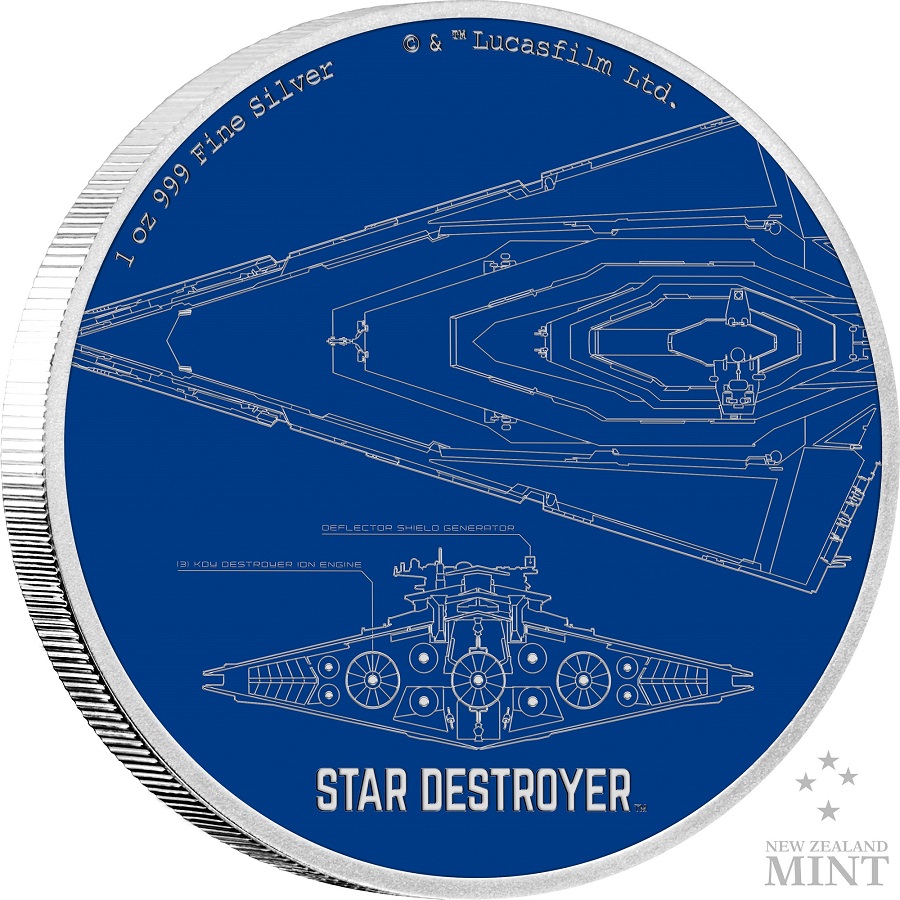 1 oz 999 Fine Silver
© & ™ Lucasfilm Ltd.
DEFLECTOR SHIELD GENERATOR
(3) KDY DESTROYER ION ENGINE
STAR DESTROYER™
NEW ZEALAND
MINT